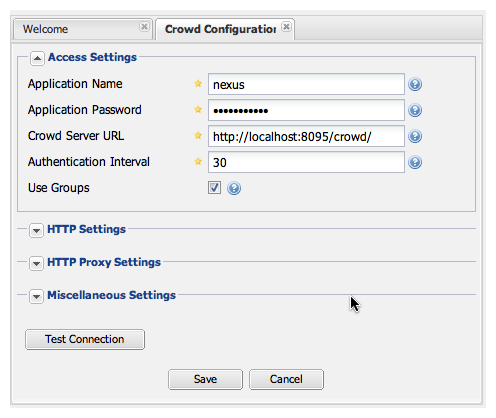 Welcome
Crowd Configuration
Access Settings
Application Name nexus
Application Password •••••••••••
Crowd Server URL http://localhost:8095/crowd/
Authentication Interval 30
Use Groups
HTTP Settings
HTTP Proxy Settings
Miscellaneous Settings
Test Connection
Save Cancel